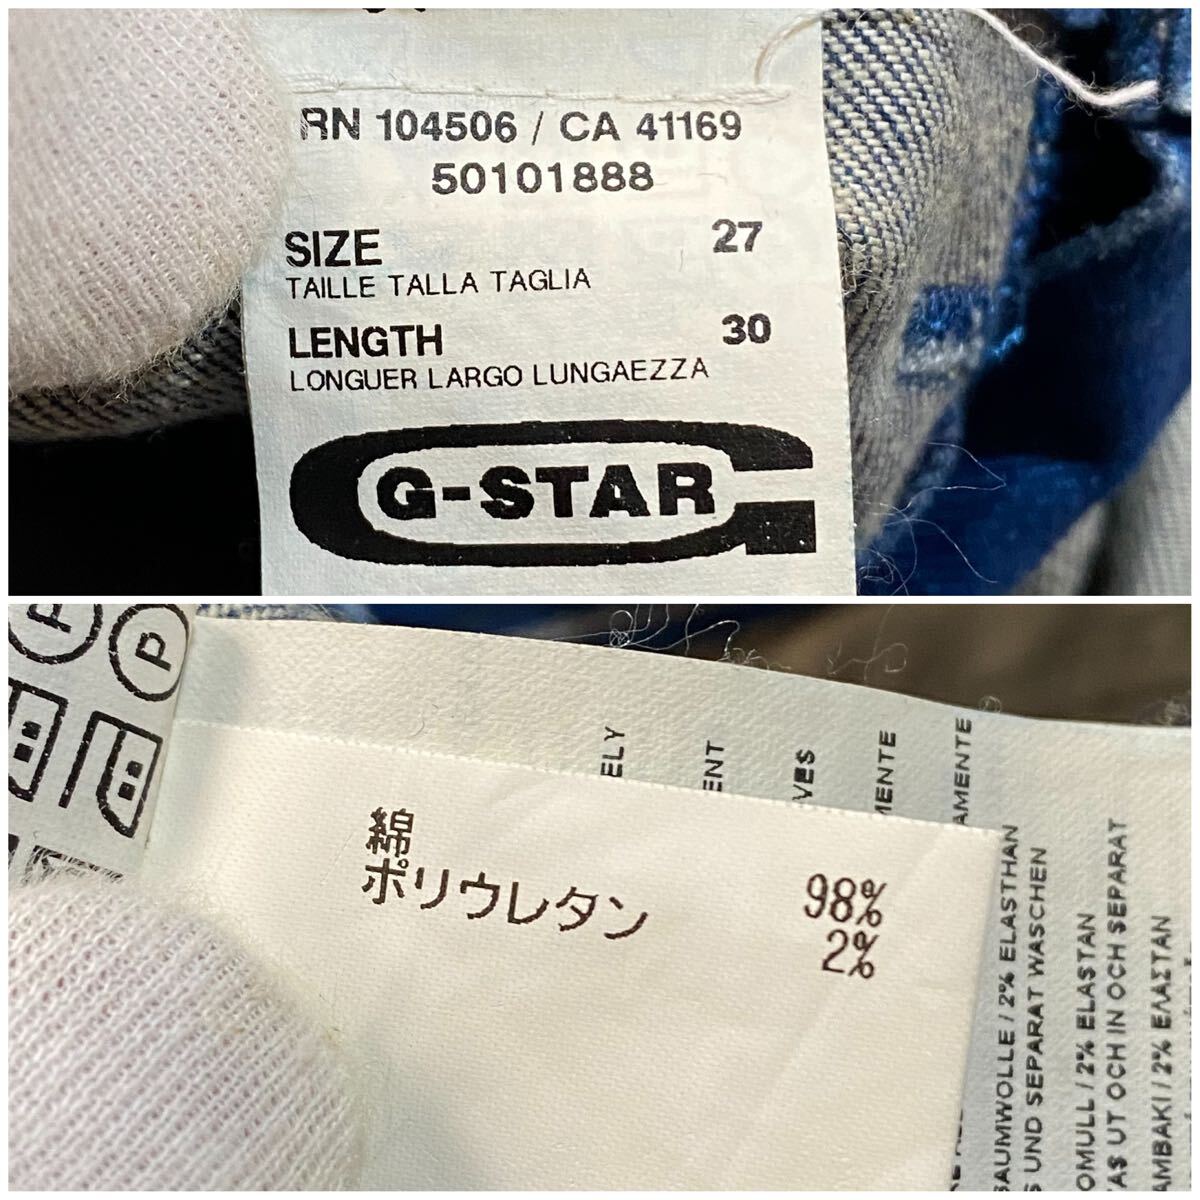 RN 104506 / CA 41169
50101888
SIZE 27
TAILLE TALLA TAGLIA
LENGTH 30
LONGUER LARGO LUNGAEZZA
G-STAR
P
P
綿 98%
ポリウレタン 2%
ELY
ENT
VES
MENTE
AMENTE
SAUMWOLLE / 2% ELASTHAN
S UND SEPARAT WASCHEN
OMULL / 2% ELASTAN
AS UT OCH IN OCH SEPARAT
AMBAKI / 2% ΕΛΑΣΤΑΝ